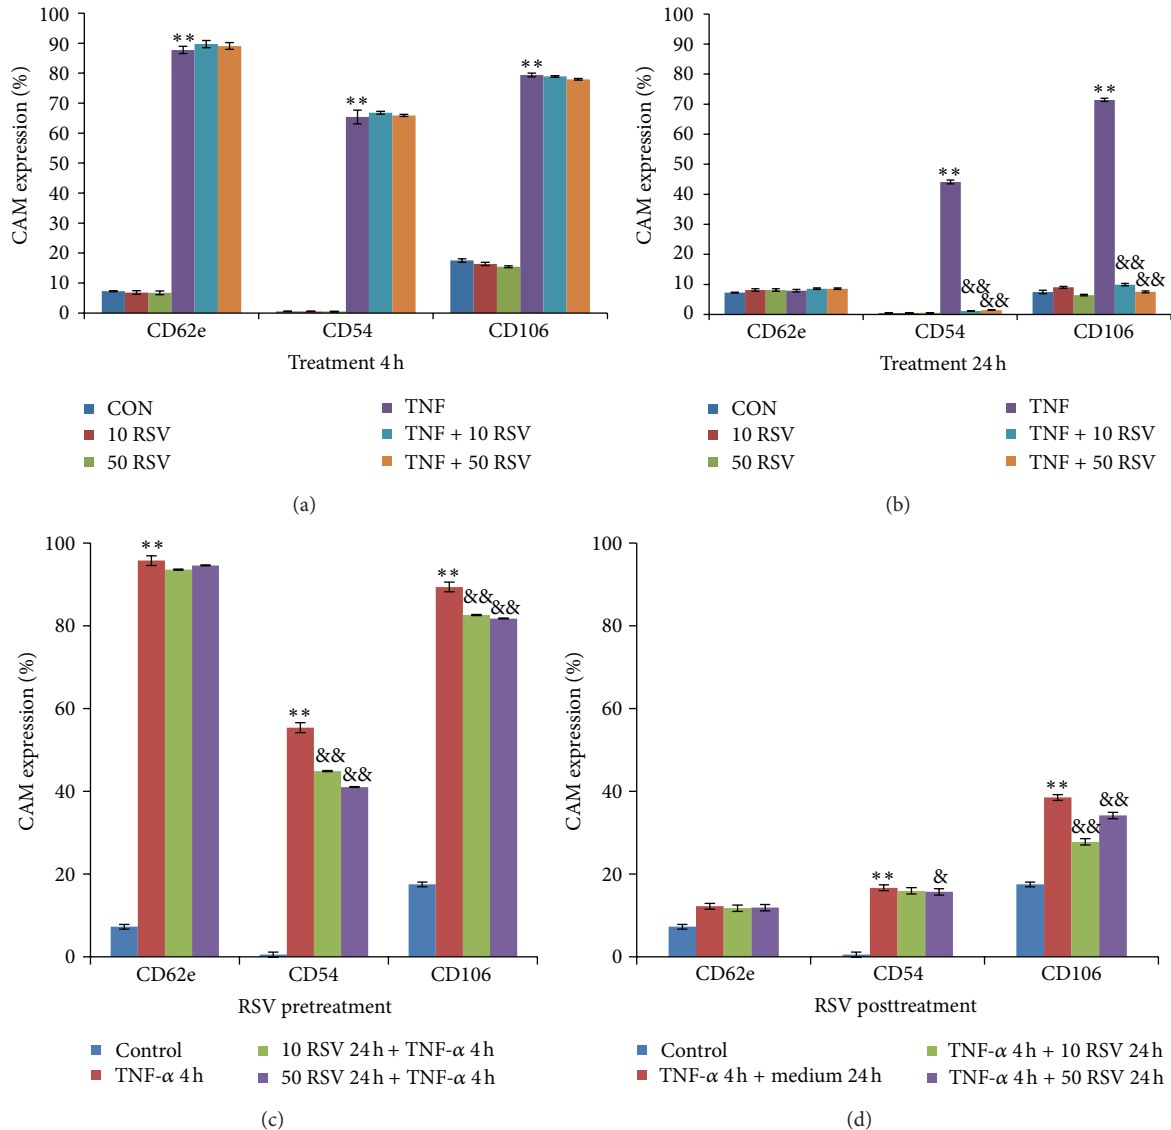 100
90
80
70
60
50
40
30
20
10
0
CAM expression (%)
**
**
**
CD62e
CD54
CD106
Treatment 4 h
CON
10 RSV
50 RSV
TNF
TNF + 10 RSV
TNF + 50 RSV
(a)
100
90
80
70
60
50
40
30
20
10
0
CAM expression (%)
**
&&
&&
**
&&
&&
CD62e
CD54
CD106
Treatment 24 h
CON
10 RSV
50 RSV
TNF
TNF + 10 RSV
TNF + 50 RSV
(b)
100
80
60
40
20
0
CAM expression (%)
**
**
&&
&&
**
&&
&&
CD62e
CD54
CD106
RSV pretreatment
Control
TNF-α 4 h
10 RSV 24 h + TNF-α 4 h
50 RSV 24 h + TNF-α 4 h
(c)
100
80
60
40
20
0
CAM expression (%)
**
&
**
&&
&&
CD62e
CD54
CD106
RSV posttreatment
Control
TNF-α 4 h + medium 24 h
TNF-α 4 h + 10 RSV 24 h
TNF-α 4 h + 50 RSV 24 h
(d)